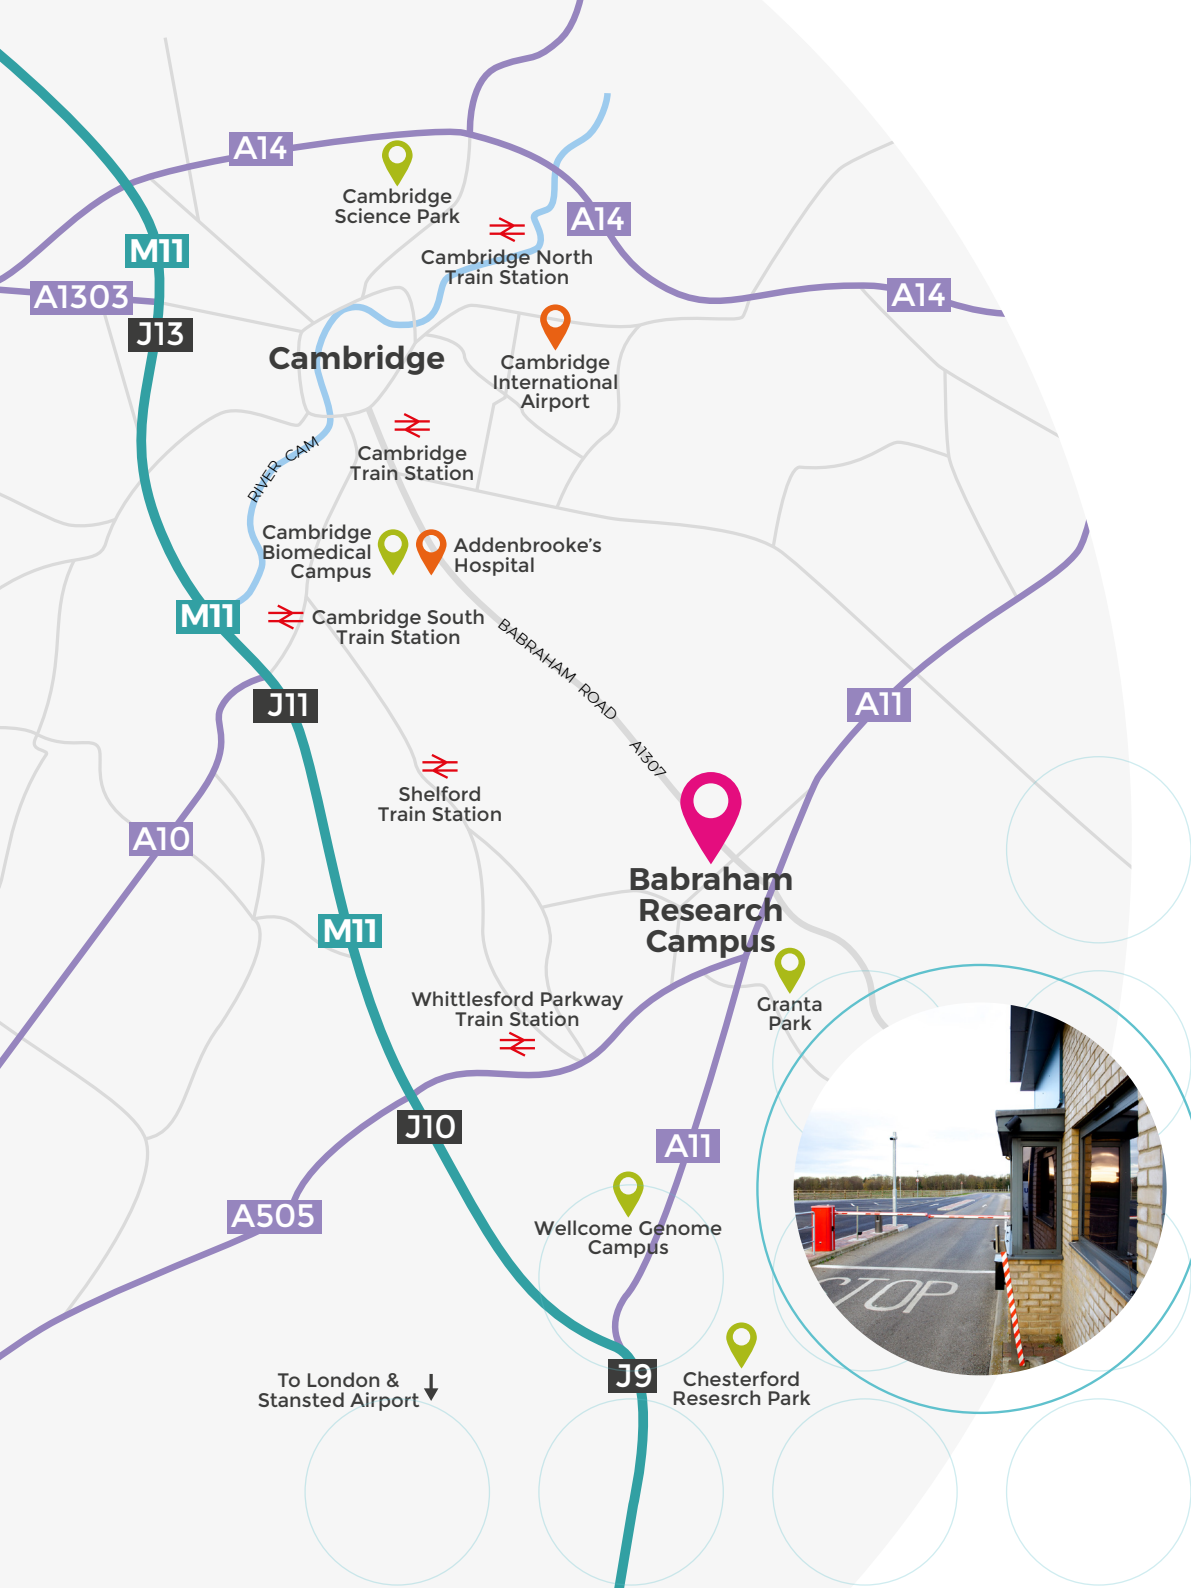 A14
Cambridge
Science Park
A14
Cambridge North
Train Station
M11
A1303
A14
J13
Cambridge
Cambridge
International
Airport
RIVER CAM
Cambridge
Train Station
Cambridge
Biomedical
Campus
Addenbrooke's
Hospital
M11
Cambridge South
Train Station
BABRAHAM ROAD
A1307
J11
A11
Shelford
Train Station
A10
Babraham
Research
Campus
M11
Whittlesford Parkway
Train Station
Granta
Park
J10
A11
A505
Wellcome Genome
Campus
STOP
To London &
Stansted Airport
J9
Chesterford
Resesrch Park